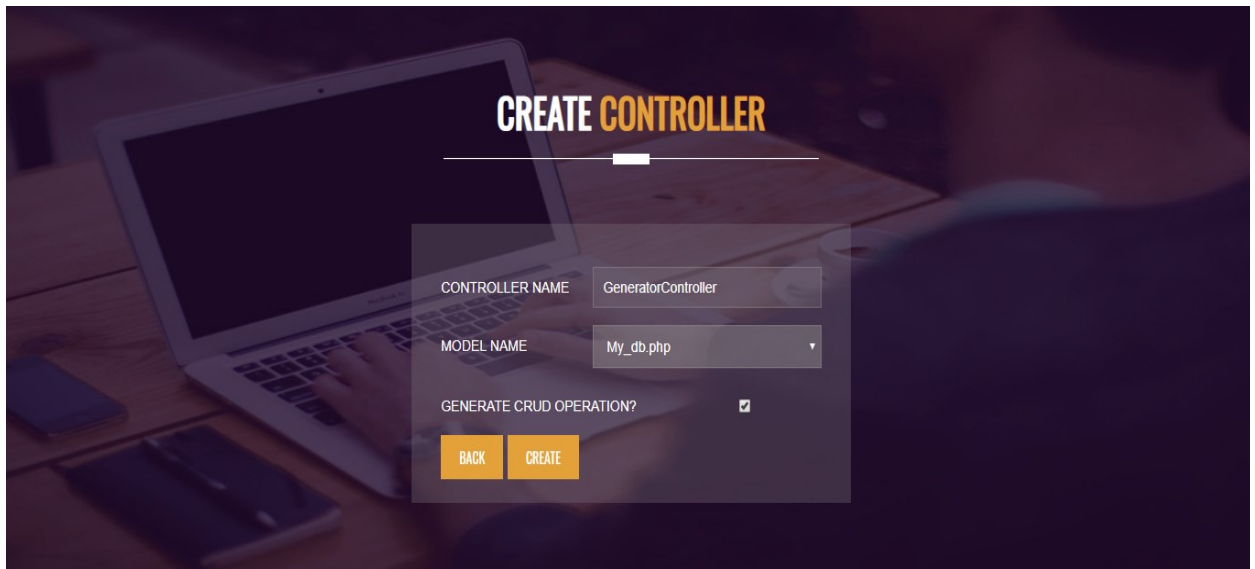 CREATE CONTROLLER
CONTROLLER NAME GeneratorController
MODEL NAME My_db.php
GENERATE CRUD OPERATION?
BACK CREATE